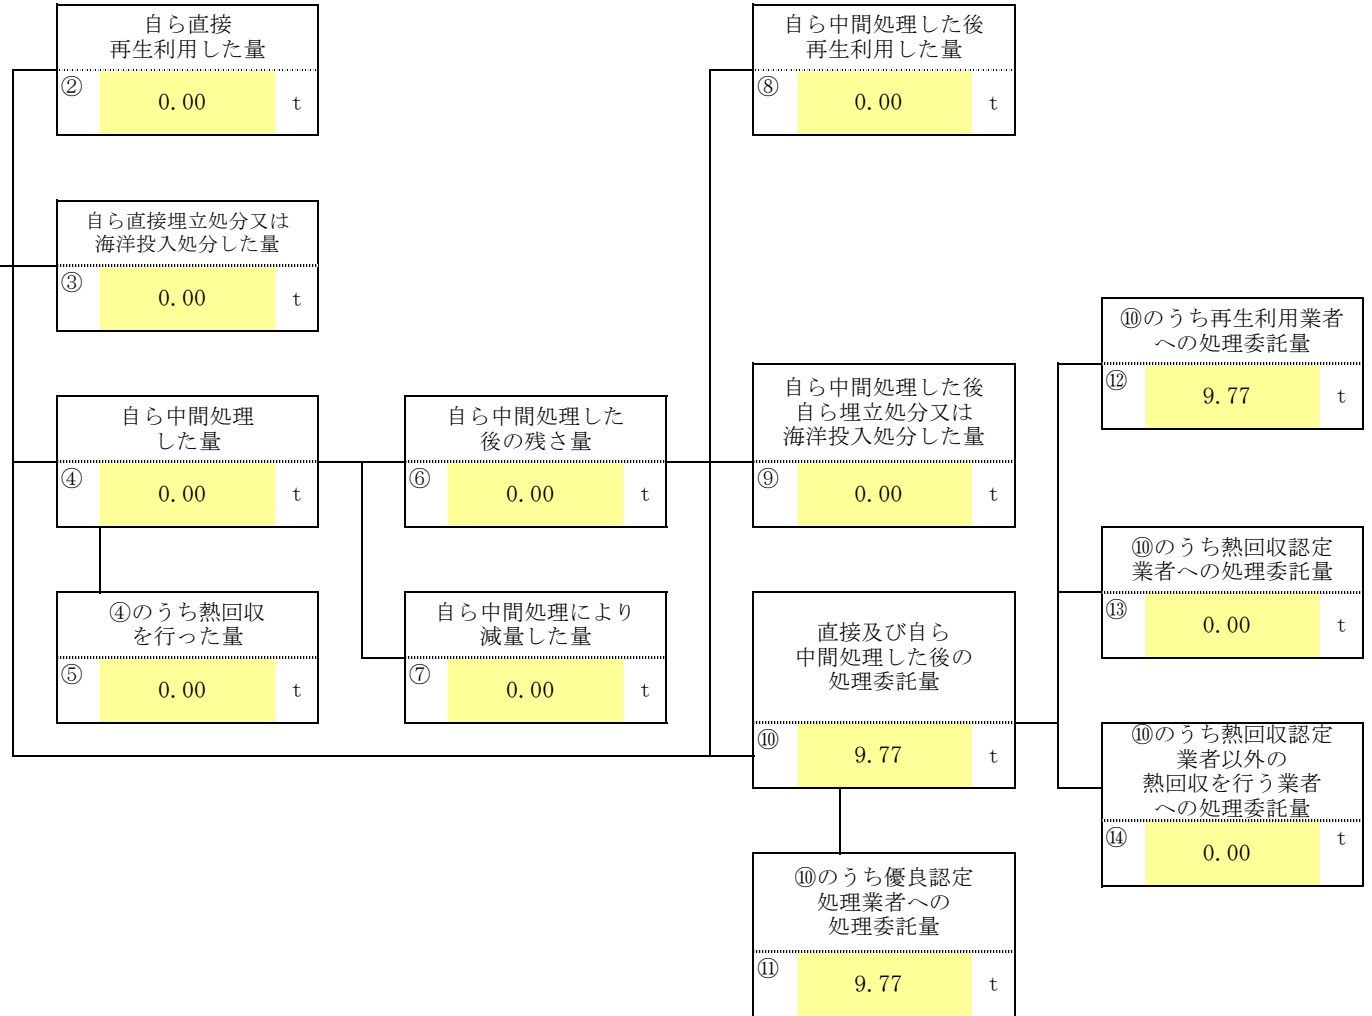 自ら直接
再生利用した量
② 0.00 t
自ら直接埋立処分又は
海洋投入処分した量
③ 0.00 t
自ら中間処理
した量
④ 0.00 t
④のうち熱回収
を行った量
⑤ 0.00 t
自ら中間処理した
後の残さ量
⑥ 0.00 t
自ら中間処理により
減量した量
⑦ 0.00 t
自ら中間処理した後
再生利用した量
⑧ 0.00 t
自ら中間処理した後
自ら埋立処分又は
海洋投入処分した量
⑨ 0.00 t
直接及び自ら
中間処理した後の
処理委託量
⑩ 9.77 t
⑩のうち優良認定
処理業者への
処理委託量
⑪ 9.77 t
⑩のうち再生利用業者
への処理委託量
⑫ 9.77 t
⑩のうち熱回収認定
業者への処理委託量
⑬ 0.00 t
⑩のうち熱回収認定
業者以外の
熱回収を行う業者
への処理委託量
⑭ 0.00 t